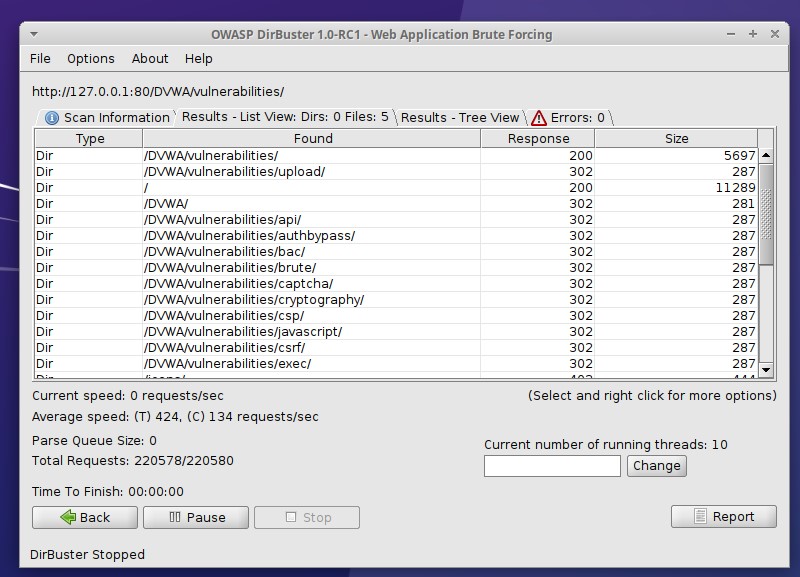 OWASP DirBuster 1.0-RC1 - Web Application Brute Forcing
File Options About Help
http://127.0.0.1:80/DVWA/vulnerabilities/
Scan Information Results - List View: Dirs: 0 Files: 5 Results - Tree View Errors: 0
Type Found Response Size
Dir /DVWA/vulnerabilities/ 200 5697
Dir /DVWA/vulnerabilities/upload/ 302 287
Dir / 200 11289
Dir /DVWA/ 302 281
Dir /DVWA/vulnerabilities/api/ 302 287
Dir /DVWA/vulnerabilities/authbypass/ 302 287
Dir /DVWA/vulnerabilities/bac/ 302 287
Dir /DVWA/vulnerabilities/brute/ 302 287
Dir /DVWA/vulnerabilities/captcha/ 302 287
Dir /DVWA/vulnerabilities/cryptography/ 302 287
Dir /DVWA/vulnerabilities/csp/ 302 287
Dir /DVWA/vulnerabilities/javascript/ 302 287
Dir /DVWA/vulnerabilities/csrf/ 302 287
Dir /DVWA/vulnerabilities/exec/ 302 287
Current speed: 0 requests/sec (Select and right click for more options)
Average speed: (T) 424, (C) 134 requests/sec
Parse Queue Size: 0
Current number of running threads: 10
Total Requests: 220578/220580
Change
Time To Finish: 00:00:00
Back Pause Stop Report
DirBuster Stopped